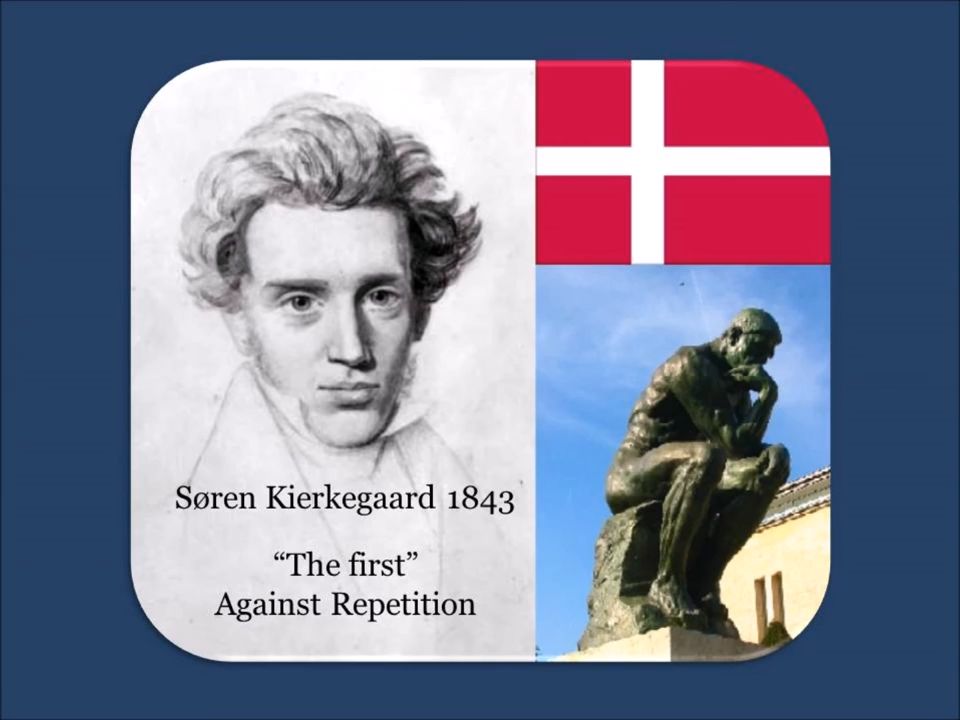 Søren Kierkegaard 1843
“The first”
Against Repetition